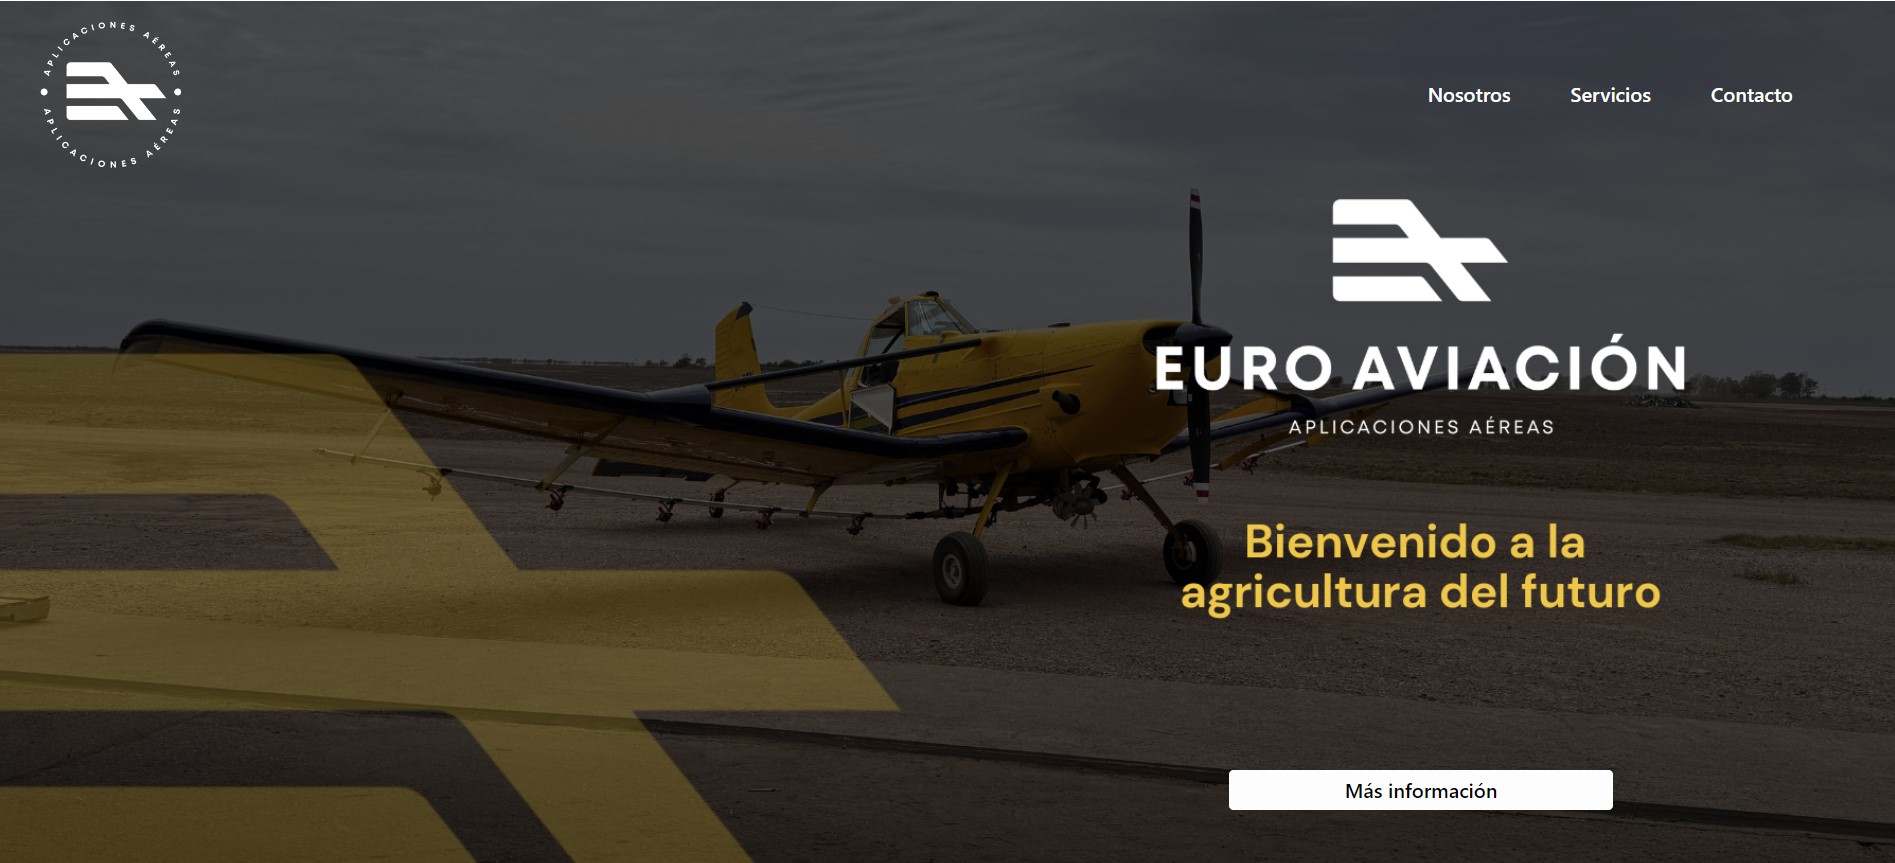 APLICACIONES AÉREAS
APLICACIONES AÉREAS
Nosotros
Servicios
Contacto
EURO AVIACIÓN
APLICACIONES AÉREAS
Bienvenido a la
agricultura del futuro
Más información